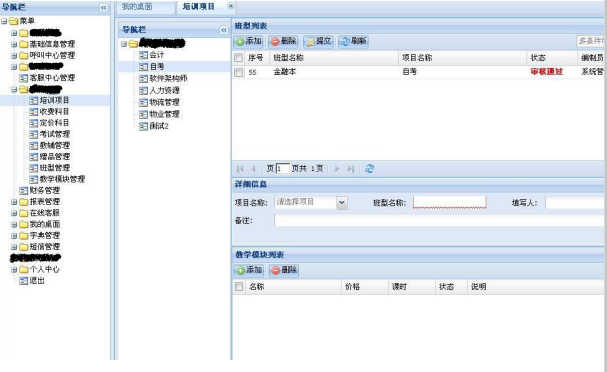 导航栏
菜单
基础信息管理
呼叫中心管理
客服中心管理
培训项目
收费科目
定价科目
考试管理
教辅管理
赠品管理
班型管理
教学模块管理
财务管理
报表管理
在线客服
我的桌面
字典管理
短信管理
个人中心
退出
我的桌面 培训项目
导航栏
会计
自考
软件架构师
人力资源
物流管理
物业管理
测试2
班型列表
添加 删除 提交 刷新 多条件
序号 班型名称 项目名称 状态 编制员
55 金融本 自考 审核通过 系统管
页 1 页共 1页
详细信息
项目名称: 请选择项目 班型名称: 填写人:
备注:
教学模块列表
添加 删除
名称 价格 课时 状态 说明